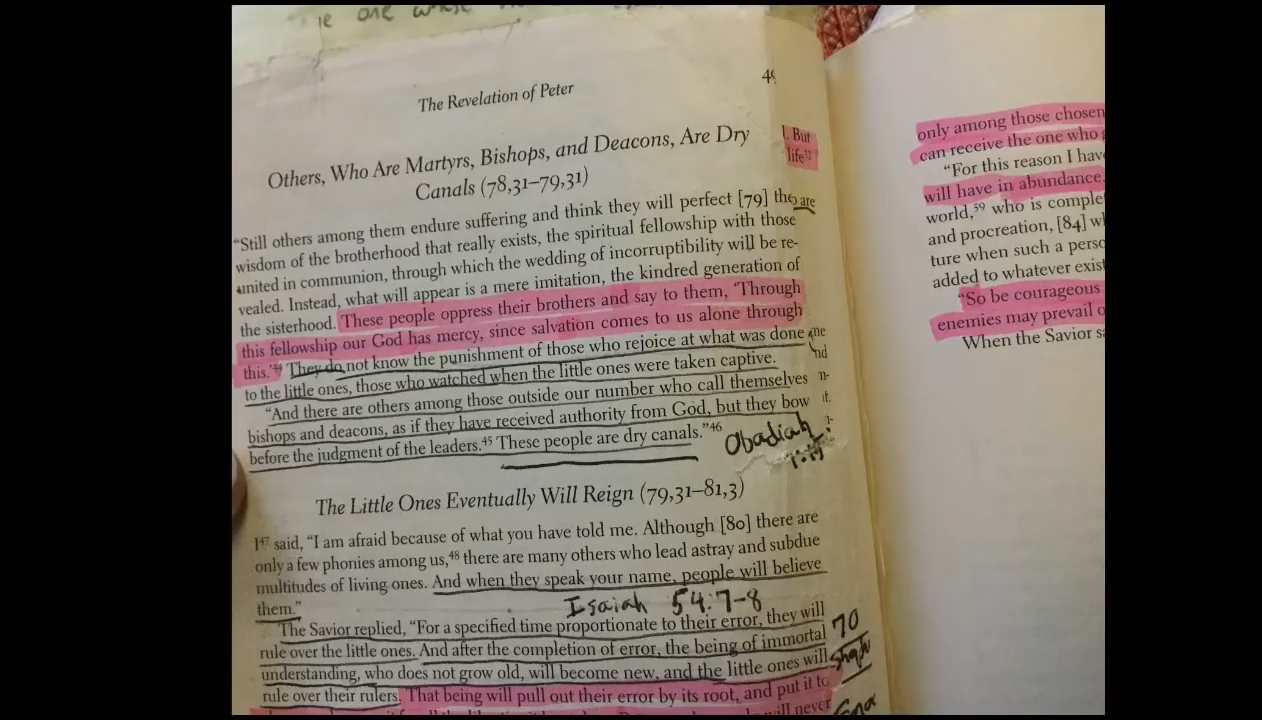 one
The Revelation of Peter
Others, Who Are Martyrs, Bishops, and Deacons, Are Dry
Canals (78,31–79,31)
“Still others among them endure suffering and think they will perfect [79] the
wisdom of the brotherhood that really exists, the spiritual fellowship with those
united in communion, through which the wedding of incorruptibility will be re-
vealed. Instead, what will appear is a mere imitation, the kindred generation of
the sisterhood. These people oppress their brothers and say to them, ‘Through
this fellowship our God has mercy, since salvation comes to us alone through
this.’⁴⁴ They do not know the punishment of those who rejoice at what was done
to the little ones, those who watched when the little ones were taken captive.
“And there are others among those outside our number who call themselves
bishops and deacons, as if they have received authority from God, but they bow
before the judgment of the leaders.⁴⁵ These people are dry canals.”⁴⁶
Obadiah
The Little Ones Eventually Will Reign (79,31–81,3)
I⁴⁷ said, “I am afraid because of what you have told me. Although [80] there are
only a few phonies among us,⁴⁸ there are many others who lead astray and subdue
multitudes of living ones. And when they speak your name, people will believe
them.”
Isaiah 54:7-8
The Savior replied, “For a specified time proportionate to their error, they will
rule over the little ones. And after the completion of error, the being of immortal
understanding, who does not grow old, will become new, and the little ones will
rule over their rulers. That being will pull out their error by its root, and put it to
70
will never
. But
life⁵²
are
only among those chosen
can receive the one who
“For this reason I have
will have in abundance.
world,⁵⁹ who is comple
and procreation, [84] wh
ture when such a perso
added to whatever exist
“So be courageous
enemies may prevail o
When the Savior sa